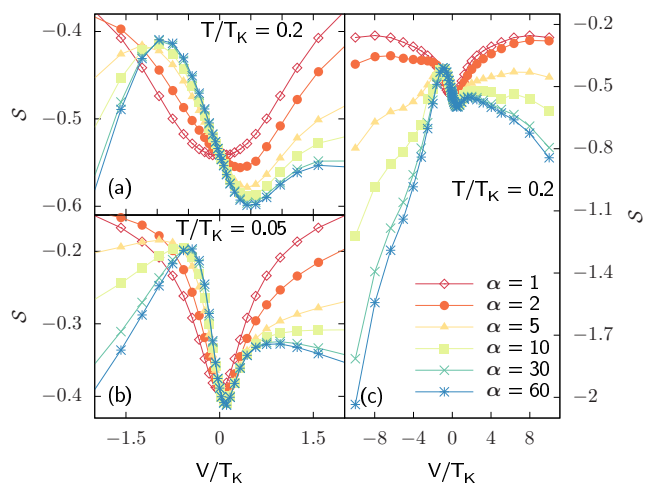 T/T_K = 0.2
-0.4
-0.5
-0.6
S
(a)
T/T_K = 0.05
-0.2
-0.3
-0.4
S
(b)
-1.5
0
1.5
V/T_K
-0.2
-0.5
-0.8
-1.1
-1.4
-1.7
-2
S
T/T_K = 0.2
α = 1
α = 2
α = 5
α = 10
α = 30
α = 60
(c)
-8
-4
0
4
8
V/T_K